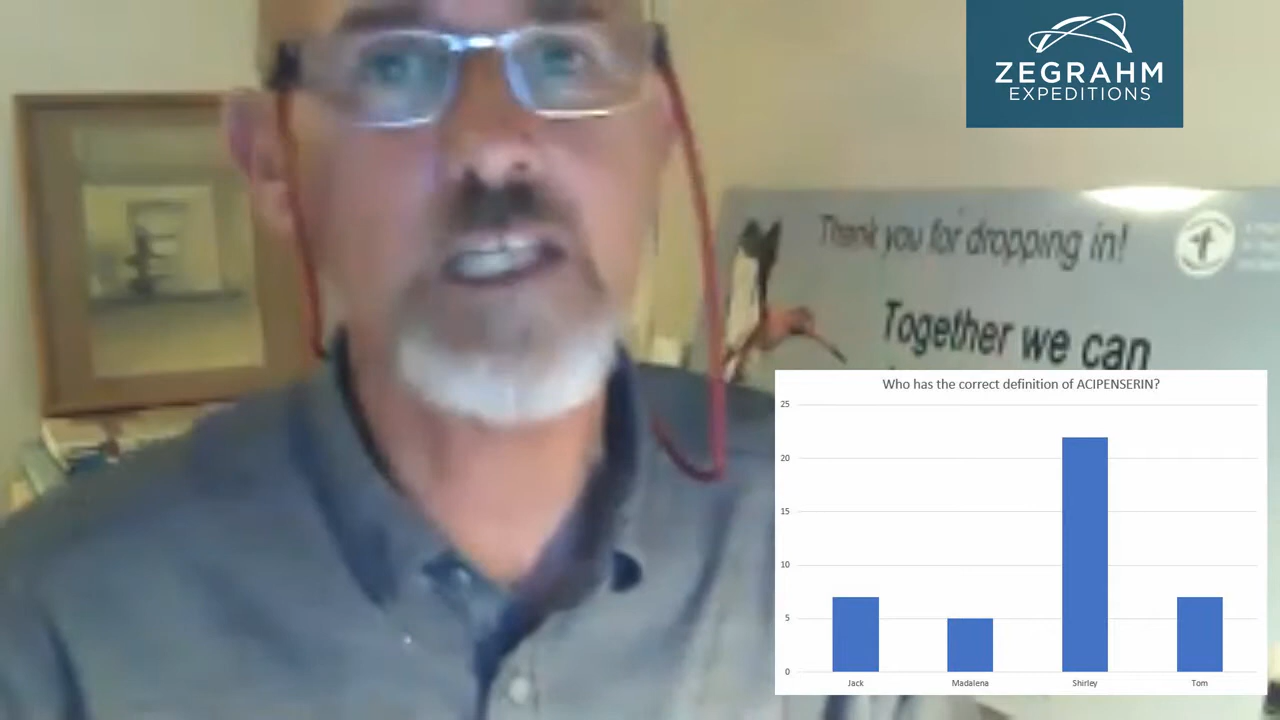 ZEGRAHM
EXPEDITIONS
Thank you for dropping in!
Together we can
Who has the correct definition of ACIPENSERIN?
25
20
15
10
5
0
Jack Madalena Shirley Tom